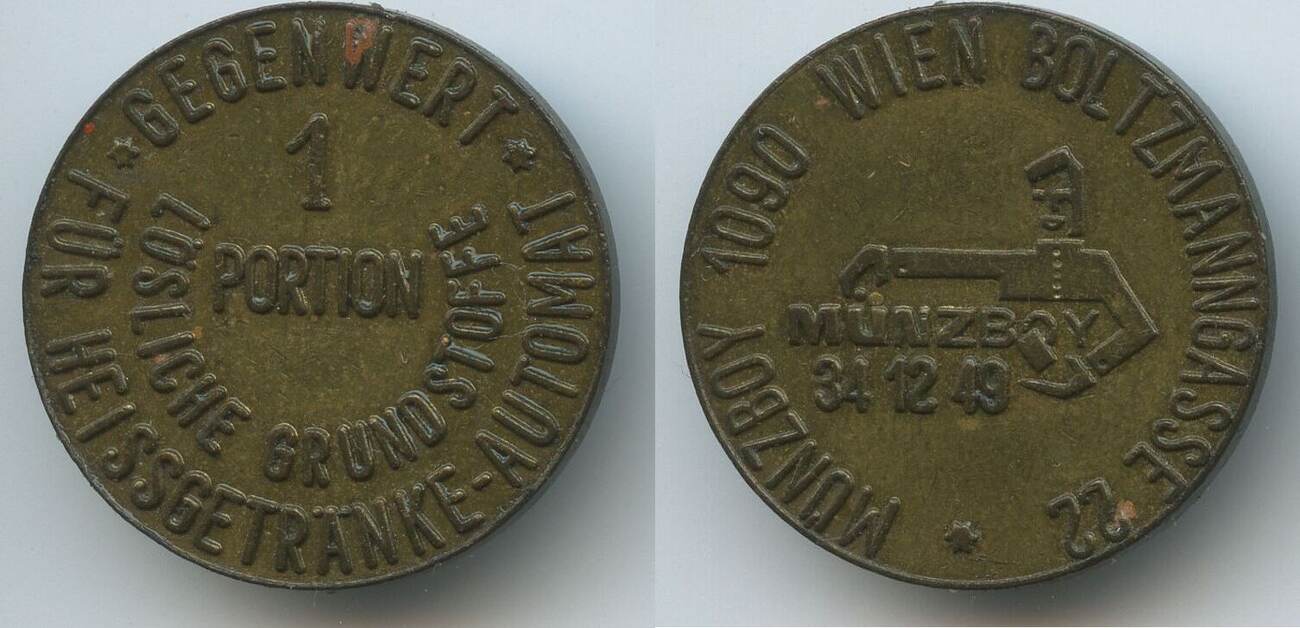 * GEGENWERT *
FÜR HEISSGETRÄNKE-AUTOMAT
1
PORTION
LÖSLICHE GRUNDSTOFFE
MÜNZBOY 1090 WIEN BOLTZMANNGASSE 22 *
MÜNZBOY
34 12 49